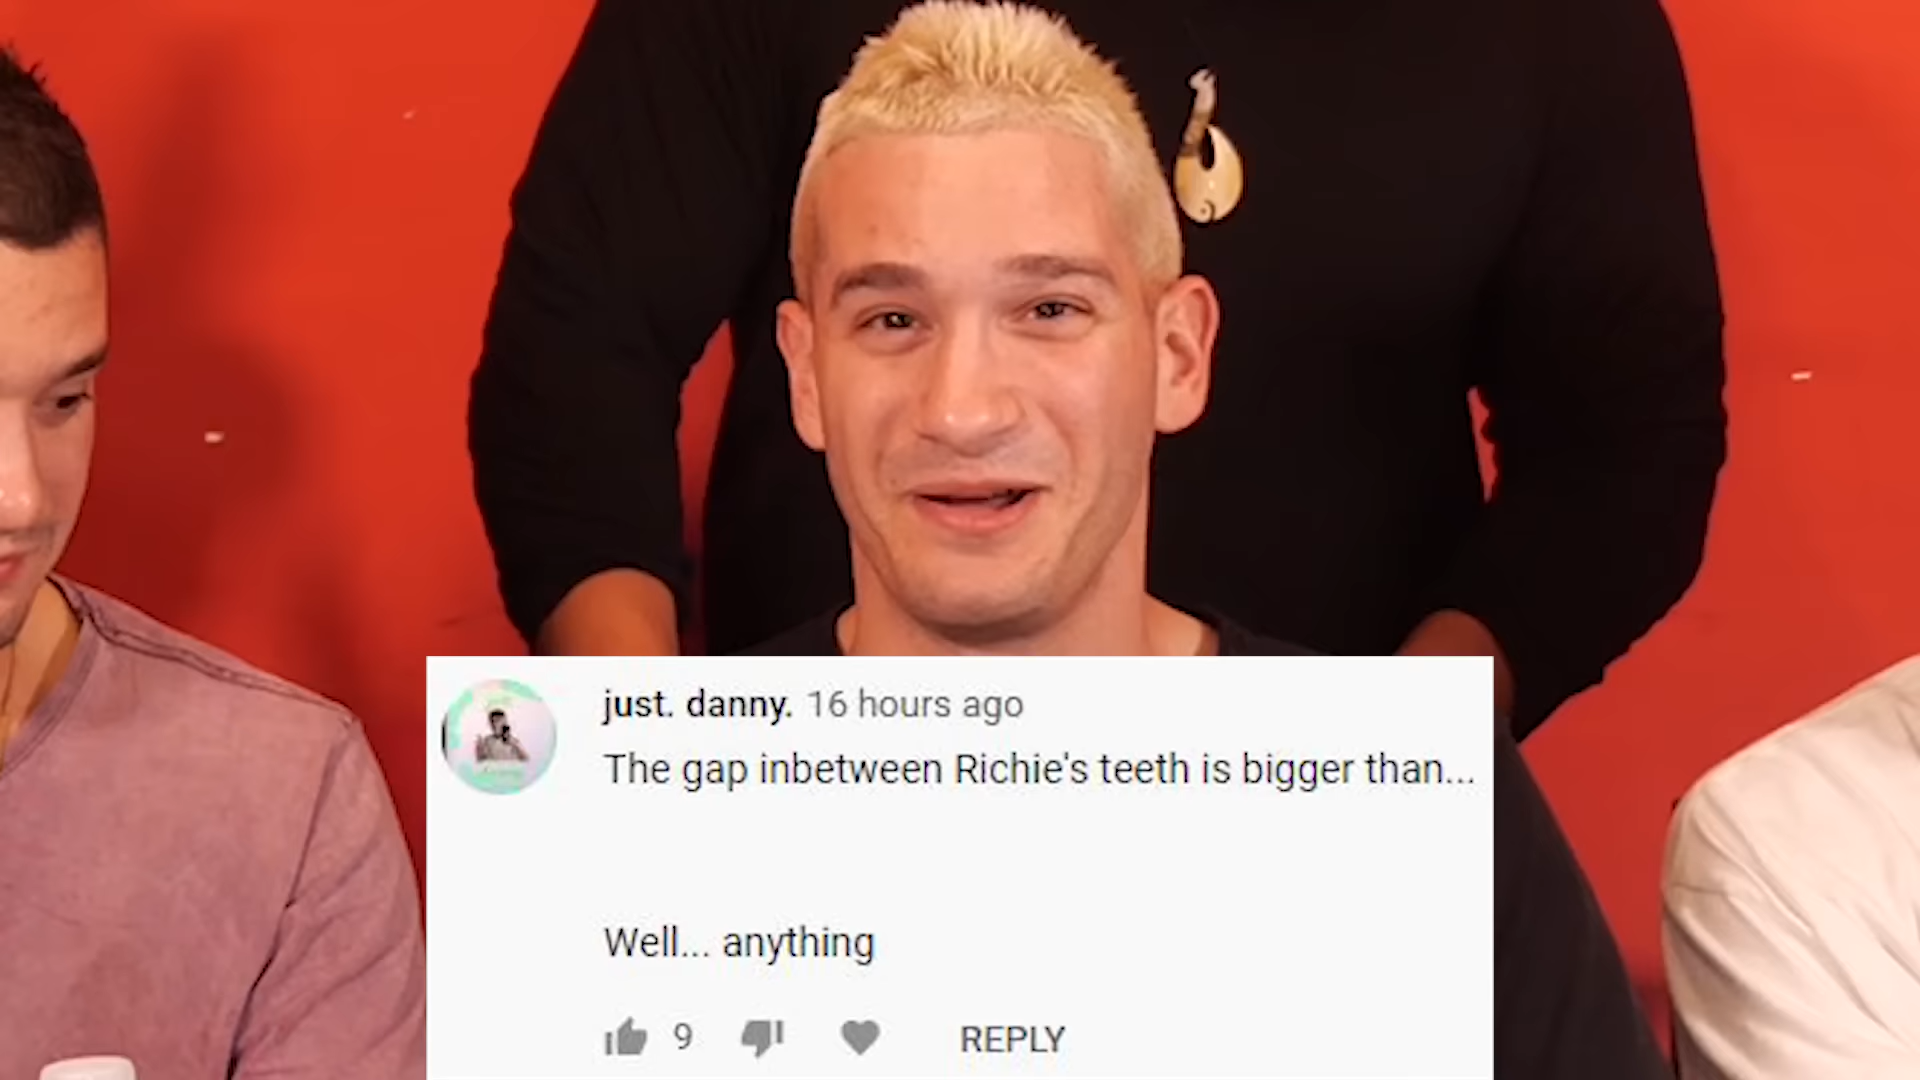 just. danny. 16 hours ago
The gap inbetween Richie's teeth is bigger than...
Well... anything
9
REPLY